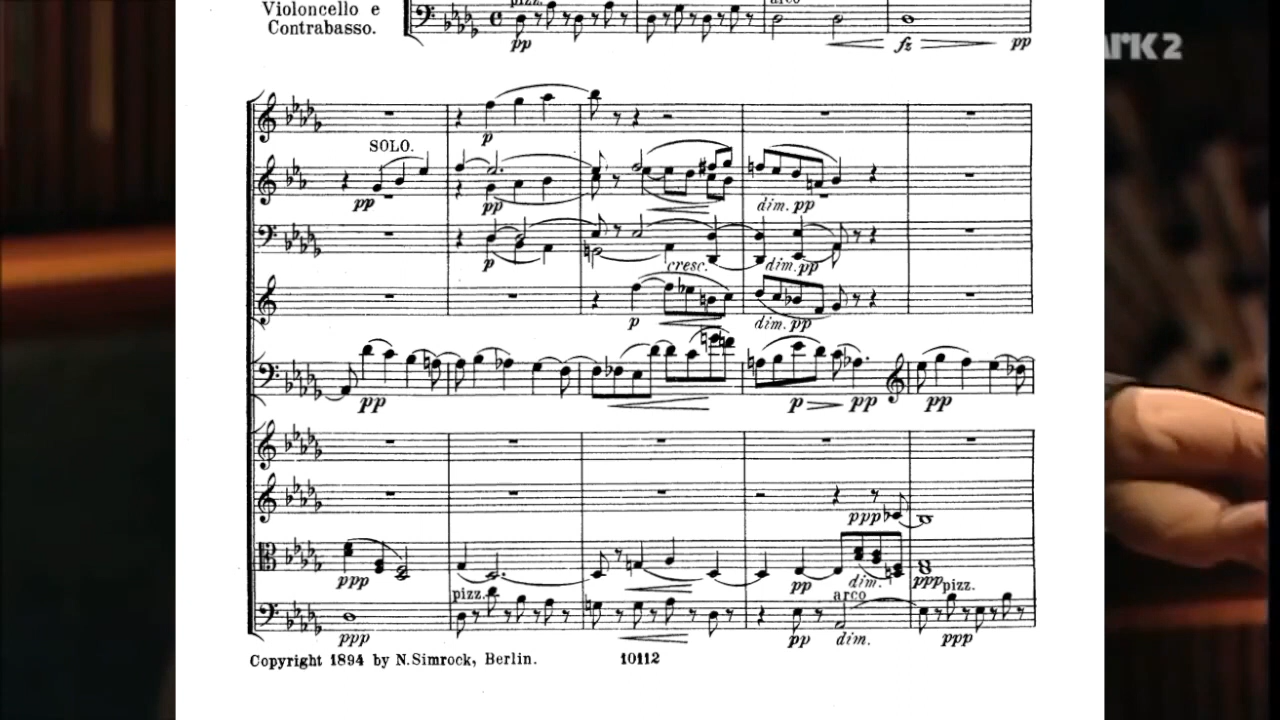 Violoncello e
Contrabasso.
pizz.
arco
pp
fz
pp
p
SOLO.
pp
pp
dim. pp
p
cresc.
dim. pp
p
dim. pp
pp
p
pp
pp
ppp
ppp
pp
dim.
ppp
pizz.
arco
pizz.
ppp
pp
dim.
ppp
Copyright 1894 by N. Simrock, Berlin.
10112